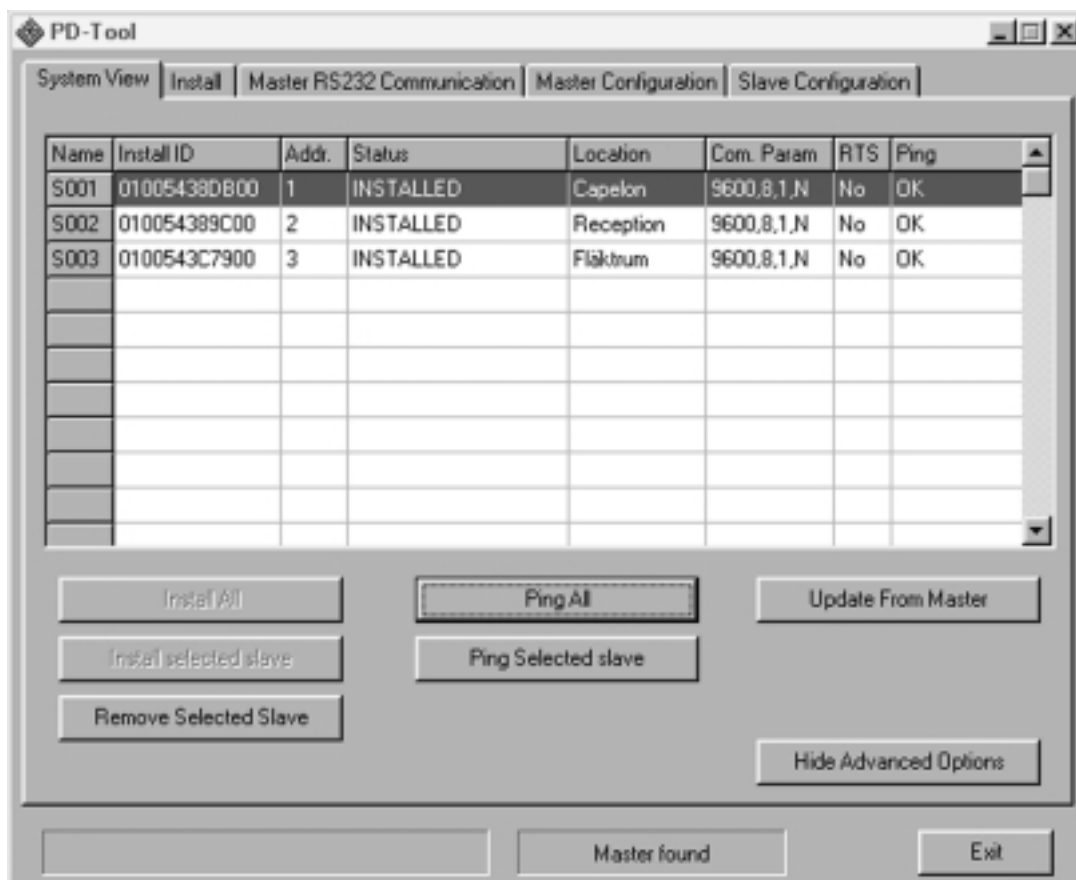 PD-Tool
System View Install Master RS232 Communication Master Configuration Slave Configuration
Name Install ID Addr. Status Location Com. Param RTS Ping
S001 01005438DB00 1 INSTALLED Capelon 9600,8,1,N No OK
S002 010054389C00 2 INSTALLED Reception 9600,8,1,N No OK
S003 0100543C7900 3 INSTALLED Fläktrum 9600,8,1,N No OK
Install All Ping All Update From Master
Install selected slave Ping Selected slave
Remove Selected Slave
Hide Advanced Options
Master found Exit